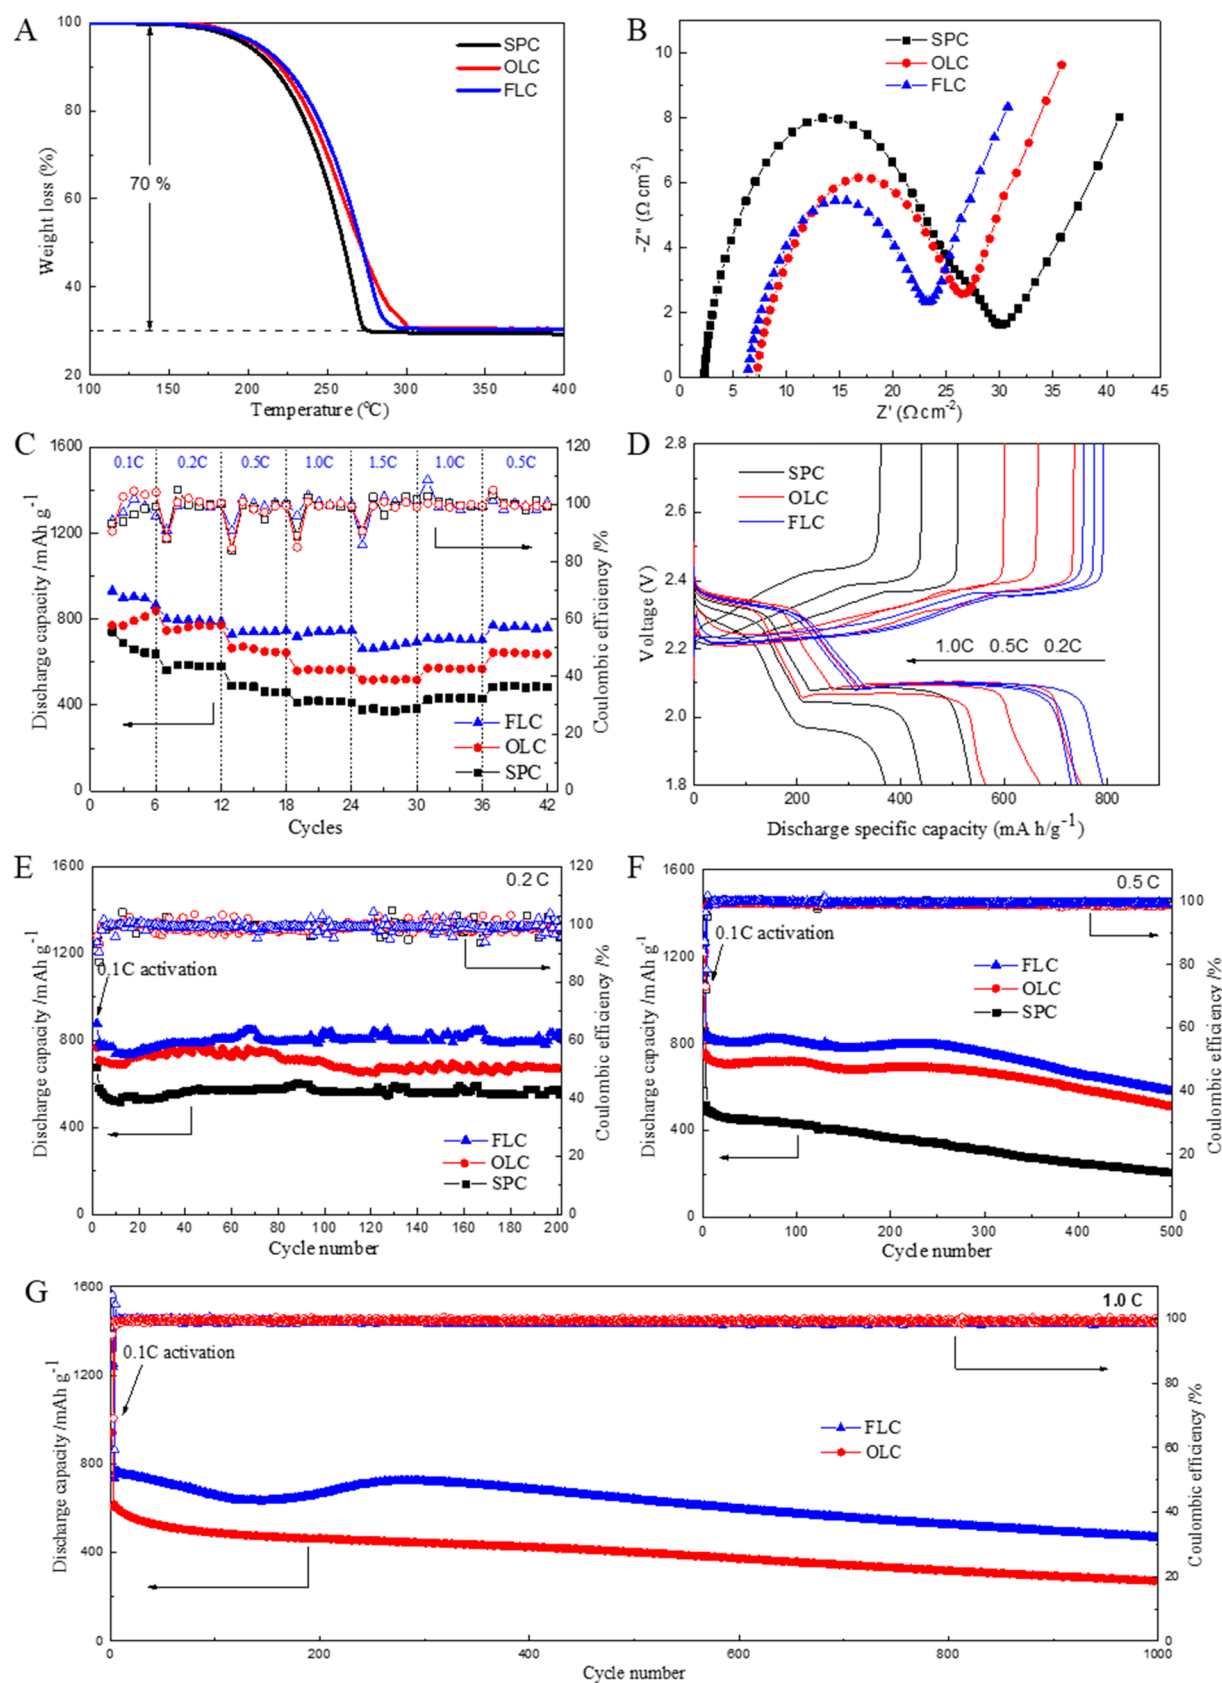 A
100
80
60
40
20
Weight loss (%)
70 %
SPC
OLC
FLC
100 150 200 250 300 350 400
Temperature (℃)
B
10
8
6
4
2
0
-Z'' (Ω cm-2)
SPC
OLC
FLC
0 5 10 15 20 25 30 35 40 45
Z' (Ω cm-2)
C
1600
1400
1200
1000
800
600
400
200
0
Discharge capacity /mAh g-1
0.1C 0.2C 0.5C 1.0C 1.5C 1.0C 0.5C
FLC
OLC
SPC
120
100
80
60
40
20
0
Coulombic efficiency /%
0 6 12 18 24 30 36 42
Cycles
D
2.8
2.6
2.4
2.2
2.0
1.8
Voltage (V)
SPC
OLC
FLC
1.0C 0.5C 0.2C
0 200 400 600 800
Discharge specific capacity (mA h/g-1)
E
1600
1300
1000
800
600
400
0
Discharge capacity /mAh g-1
0.2 C
0.1C activation
FLC
OLC
SPC
120
100
80
60
40
20
0
Coulombic efficiency /%
0 20 40 60 80 100 120 140 160 180 200
Cycle number
F
1600
1300
1000
800
600
400
200
0
Discharge capacity /mAh g-1
0.5 C
0.1C activation
FLC
OLC
SPC
100
80
60
40
20
0
Coulombic efficiency /%
0 100 200 300 400 500
Cycle number
G
1600
1200
800
400
0
Discharge capacity /mAh g-1
1.0 C
0.1C activation
FLC
OLC
100
80
60
40
20
0
Coulombic efficiency /%
0 200 400 600 800 1000
Cycle number